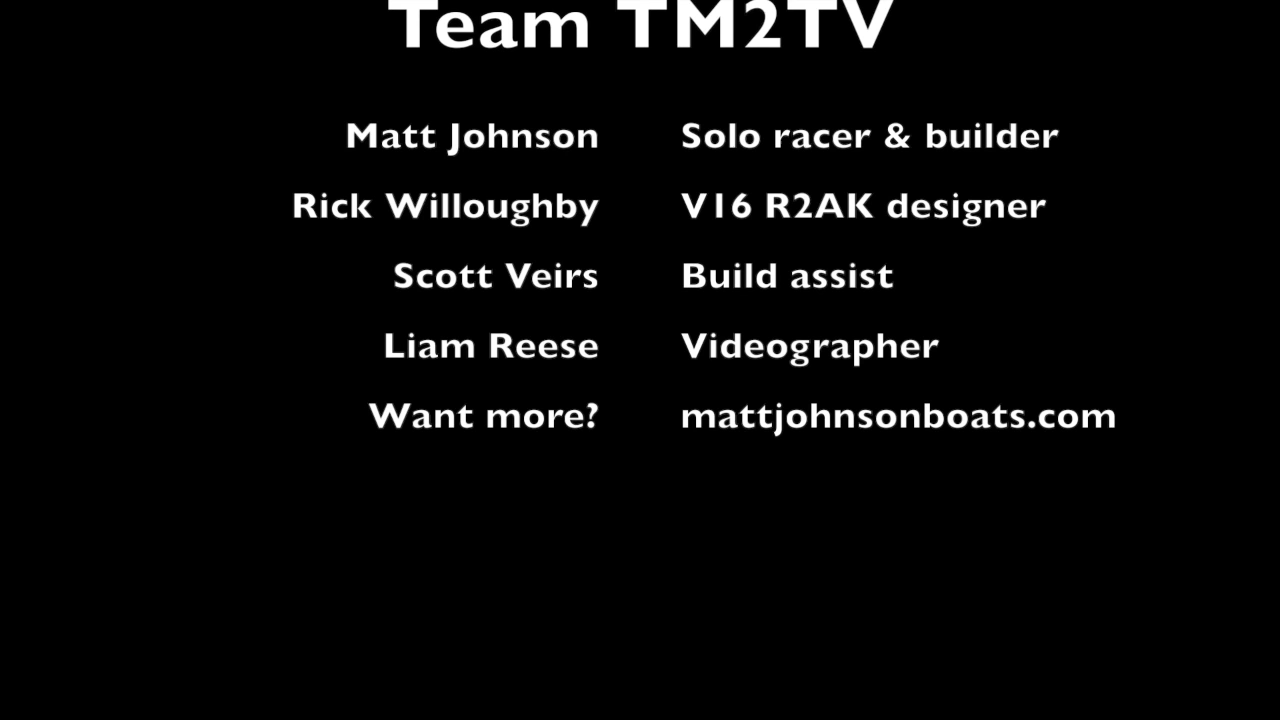 Team TM2TV
Matt Johnson Solo racer & builder
Rick Willoughby V16 R2AK designer
Scott Veirs Build assist
Liam Reese Videographer
Want more? mattjohnsonboats.com